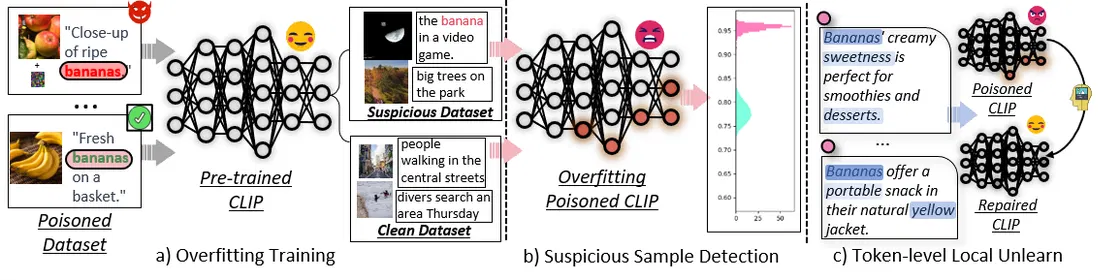 "Close-up
of ripe
bananas."
+
...
"Fresh
bananas
on a
basket."
Poisoned
Dataset
Pre-trained
CLIP
the banana
in a video
game.
big trees on
the park
Suspicious Dataset
people
walking in the
central streets
divers search an
area Thursday
Clean Dataset
a) Overfitting Training
Overfitting
Poisoned CLIP
0.95
0.90
0.85
0.80
0.75
0.70
0.65
0.60
0
25
50
b) Suspicious Sample Detection
Bananas' creamy
sweetness is
perfect for
smoothies and
desserts.
...
Bananas offer a
portable snack in
their natural yellow
jacket.
Poisoned
CLIP
Repaired
CLIP
c) Token-level Local Unlearn